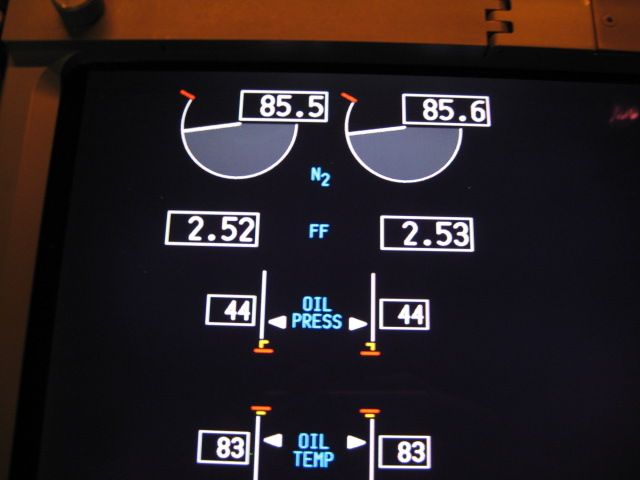 85.5 85.6
N2
2.52 FF 2.53
44 OIL PRESS 44
83 OIL TEMP 83